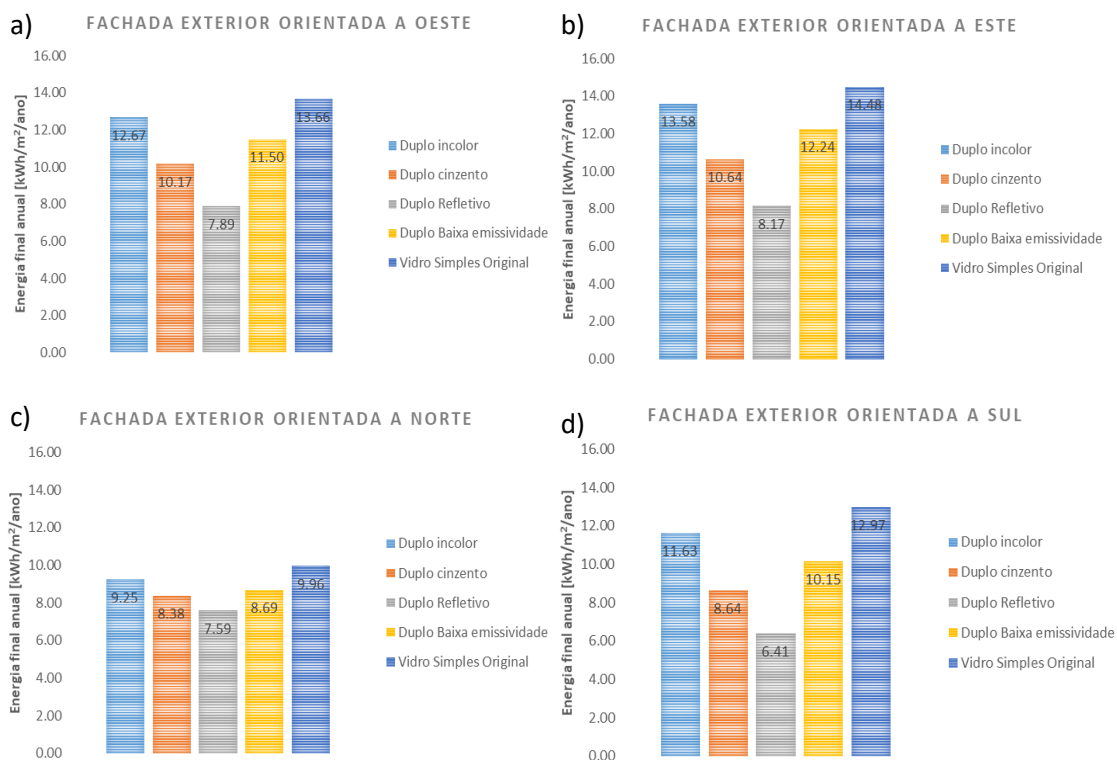 a)
FACHADA EXTERIOR ORIENTADA A OESTE
Energia final anual [kWh/m²/ano]
16.00
14.00
12.00
10.00
8.00
6.00
4.00
2.00
0.00
12.67
10.17
7.89
11.50
13.66
Duplo incolor
Duplo cinzento
Duplo Refletivo
Duplo Baixa emissividade
Vidro Simples Original
b)
FACHADA EXTERIOR ORIENTADA A ESTE
Energia final anual [kWh/m²/ano]
16.00
14.00
12.00
10.00
8.00
6.00
4.00
2.00
0.00
13.58
10.64
8.17
12.24
14.48
Duplo incolor
Duplo cinzento
Duplo Refletivo
Duplo Baixa emissividade
Vidro Simples Original
c)
FACHADA EXTERIOR ORIENTADA A NORTE
Energia final anual [kWh/m²/ano]
16.00
14.00
12.00
10.00
8.00
6.00
4.00
2.00
0.00
9.25
8.38
7.59
8.69
9.96
Duplo incolor
Duplo cinzento
Duplo Refletivo
Duplo Baixa emissividade
Vidro Simples Original
d)
FACHADA EXTERIOR ORIENTADA A SUL
Energia final anual [kWh/m²/ano]
16.00
14.00
12.00
10.00
8.00
6.00
4.00
2.00
0.00
11.63
8.64
6.41
10.15
12.97
Duplo incolor
Duplo cinzento
Duplo Refletivo
Duplo Baixa emissividade
Vidro Simples Original